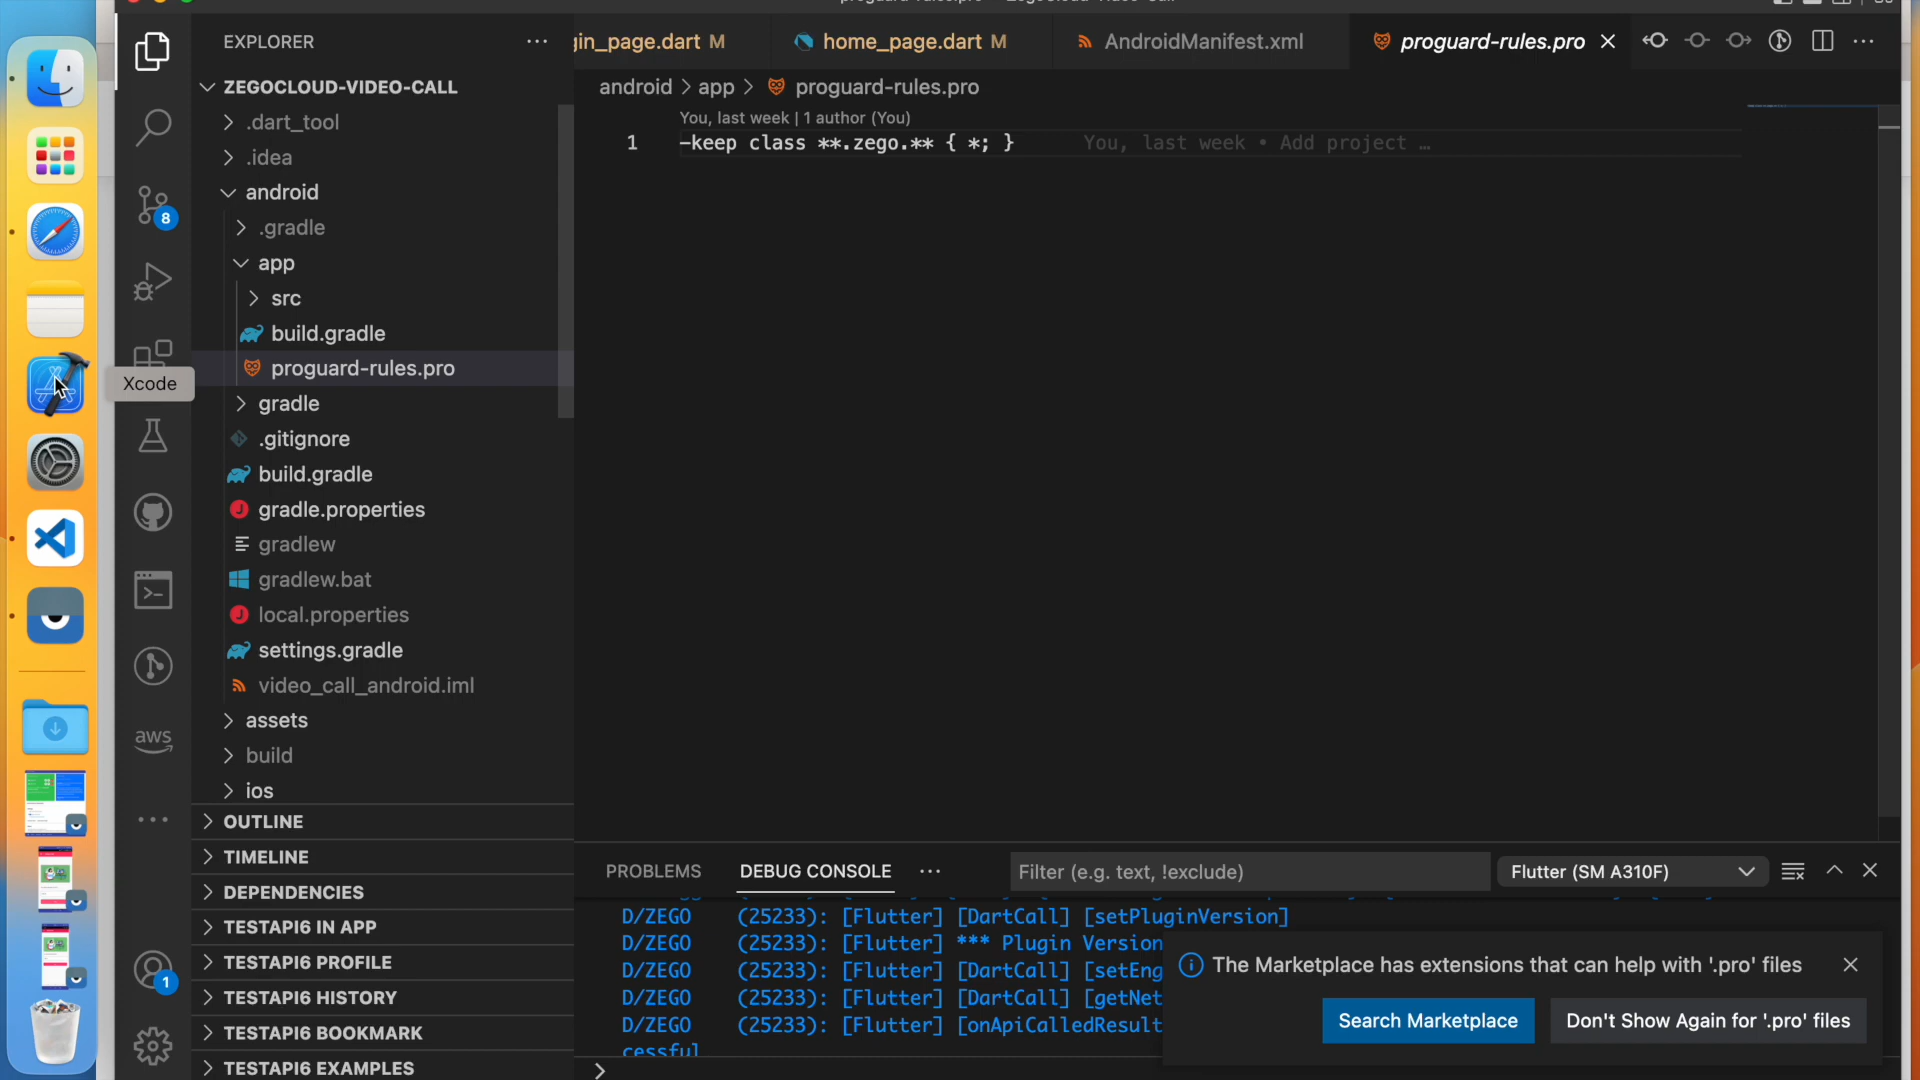 EXPLORER
gin_page.dart M
home_page.dart M
AndroidManifest.xml
proguard-rules.pro
ZEGOCLOUD-VIDEO-CALL
android > app > proguard-rules.pro
.dart_tool
You, last week | 1 author (You)
1 -keep class **.zego.** { *; } You, last week • Add project …
.idea
android
.gradle
app
src
build.gradle
proguard-rules.pro
Xcode
gradle
.gitignore
build.gradle
gradle.properties
gradlew
gradlew.bat
local.properties
settings.gradle
video_call_android.iml
assets
build
ios
OUTLINE
TIMELINE
DEPENDENCIES
TESTAPI6 IN APP
TESTAPI6 PROFILE
TESTAPI6 HISTORY
TESTAPI6 BOOKMARK
TESTAPI6 EXAMPLES
8
aws
1
PROBLEMS
DEBUG CONSOLE
Filter (e.g. text, !exclude)
Flutter (SM A310F)
D/ZEGO (25233): [Flutter] [DartCall] [setPluginVersion]
D/ZEGO (25233): [Flutter] *** Plugin Version
D/ZEGO (25233): [Flutter] [DartCall] [setEng
D/ZEGO (25233): [Flutter] [DartCall] [getNet
D/ZEGO (25233): [Flutter] [onApiCalledResult
cessful
The Marketplace has extensions that can help with '.pro' files
Search Marketplace
Don't Show Again for '.pro' files